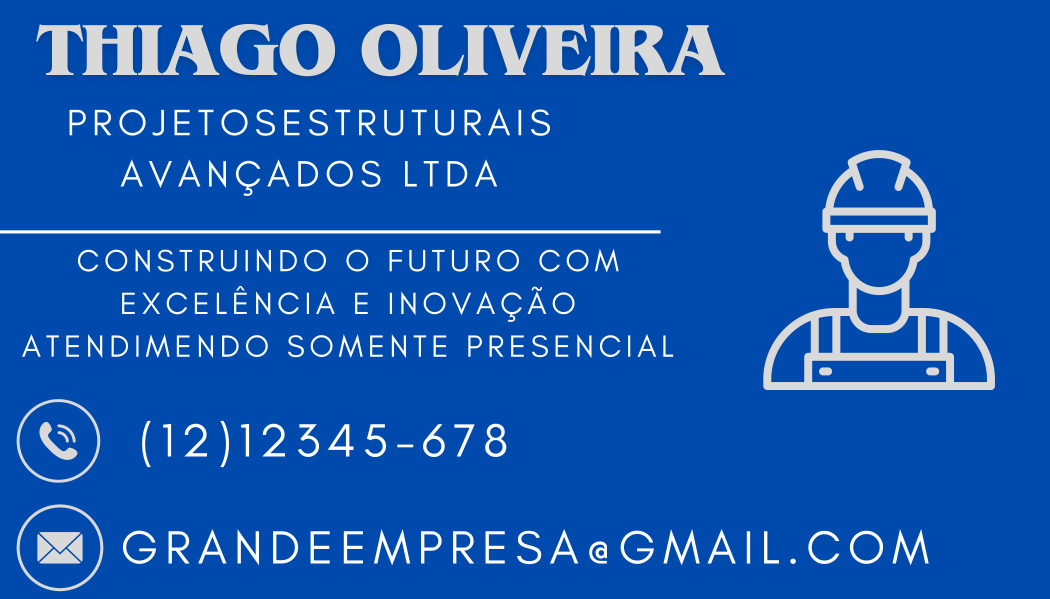 THIAGO OLIVEIRA
PROJETOSESTRUTURAIS
AVANÇADOS LTDA
CONSTRUINDO O FUTURO COM
EXCELÊNCIA E INOVAÇÃO
ATENDIMENDO SOMENTE PRESENCIAL
(12)12345-678
GRANDEEMPRESA@GMAIL.COM